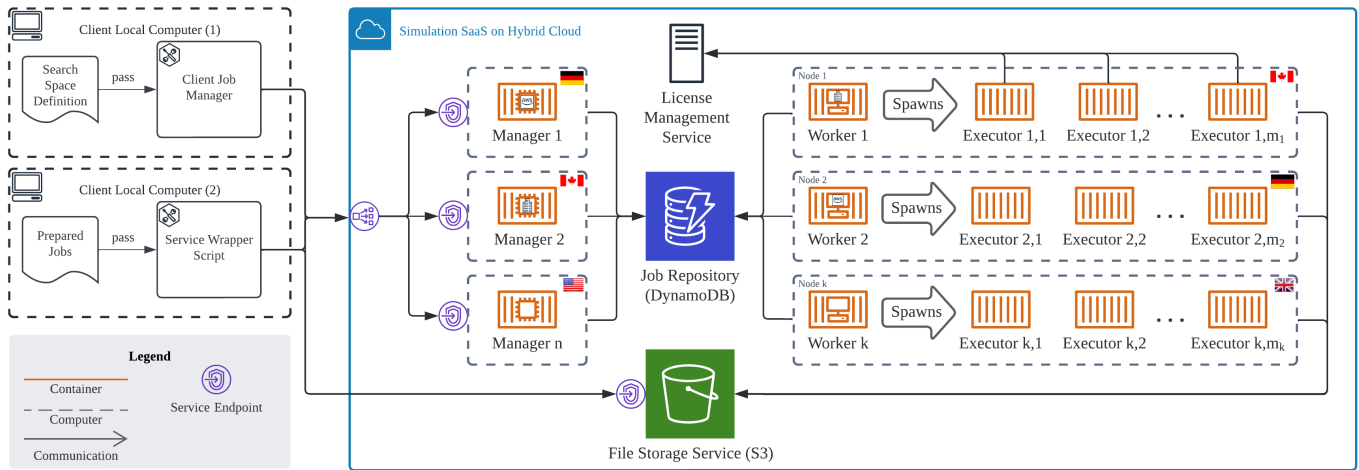 Client Local Computer (1)
Search
Space
Definition
pass
Client Job
Manager
Client Local Computer (2)
Prepared
Jobs
pass
Service Wrapper
Script
Legend
Container
Computer
Communication
Service Endpoint
Simulation SaaS on Hybrid Cloud
aws
Manager 1
Manager 2
Manager n
License
Management
Service
Job Repository
(DynamoDB)
File Storage Service (S3)
Node 1
Worker 1
Spawns
Executor 1,1
Executor 1,2
...
Executor 1,m1
Node 2
aws
Worker 2
Spawns
Executor 2,1
Executor 2,2
...
Executor 2,m2
Node k
Worker k
Spawns
Executor k,1
Executor k,2
...
Executor k,mk